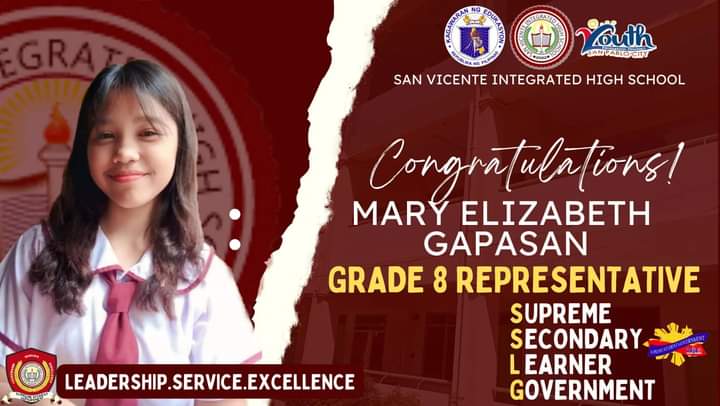 KAGAWARAN NG EDUKASYON
REPUBLIKA NG PILIPINAS
Youth
SAN PABLO CITY
SAN VICENTE INTEGRATED HIGH SCHOOL
Congratulations!
MARY ELIZABETH
GAPASAN
GRADE 8 REPRESENTATIVE
SUPREME
SECONDARY
LEARNER
GOVERNMENT
LEADERSHIP.SERVICE.EXCELLENCE